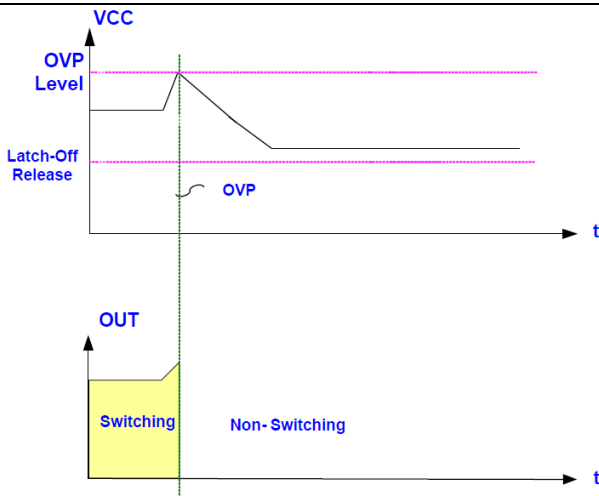 VCC
OVP
Level
Latch-Off
Release
OVP
t
OUT
Switching
Non- Switching
t